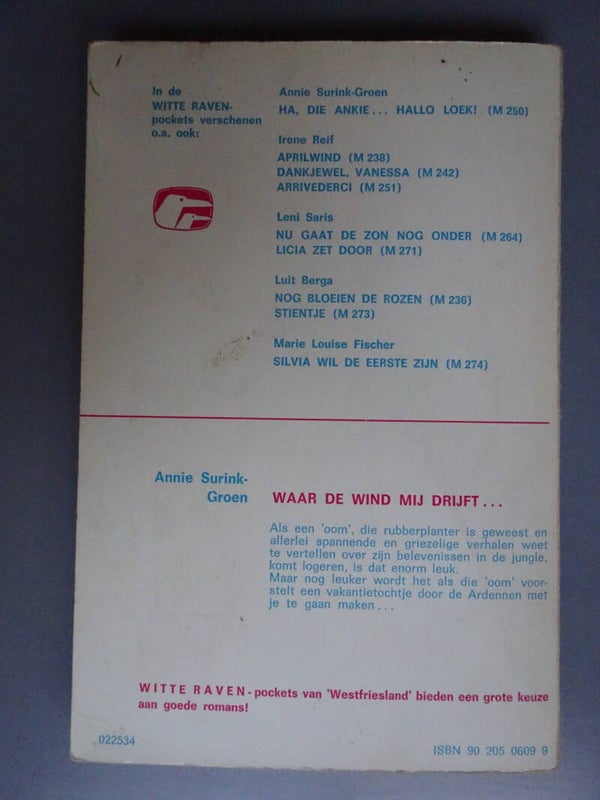 In de
WITTE RAVEN-
pockets verschenen
o.a. ook:
Annie Surink-Groen
HA, DIE ANKIE... HALLO LOEK! (M 250)
Irene Reif
APRILWIND (M 238)
DANKJEWEL, VANESSA (M 242)
ARRIVEDERCI (M 251)
Leni Saris
NU GAAT DE ZON NOG ONDER (M 264)
LICIA ZET DOOR (M 271)
Luit Berga
NOG BLOEIEN DE ROZEN (M 236)
STIENTJE (M 273)
Marie Louise Fischer
SILVIA WIL DE EERSTE ZIJN (M 274)
Annie Surink-
Groen
WAAR DE WIND MIJ DRIJFT...
Als een 'oom', die rubberplanter is geweest en
allerlei spannende en griezelige verhalen weet
te vertellen over zijn belevenissen in de jungle,
komt logeren, is dat enorm leuk.
Maar nog leuker wordt het als die 'oom' voor-
stelt een vakantietochtje door de Ardennen met
je te gaan maken...
WITTE RAVEN-pockets van 'Westfriesland' bieden een grote keuze
aan goede romans!
022534
ISBN 90 205 0609 9